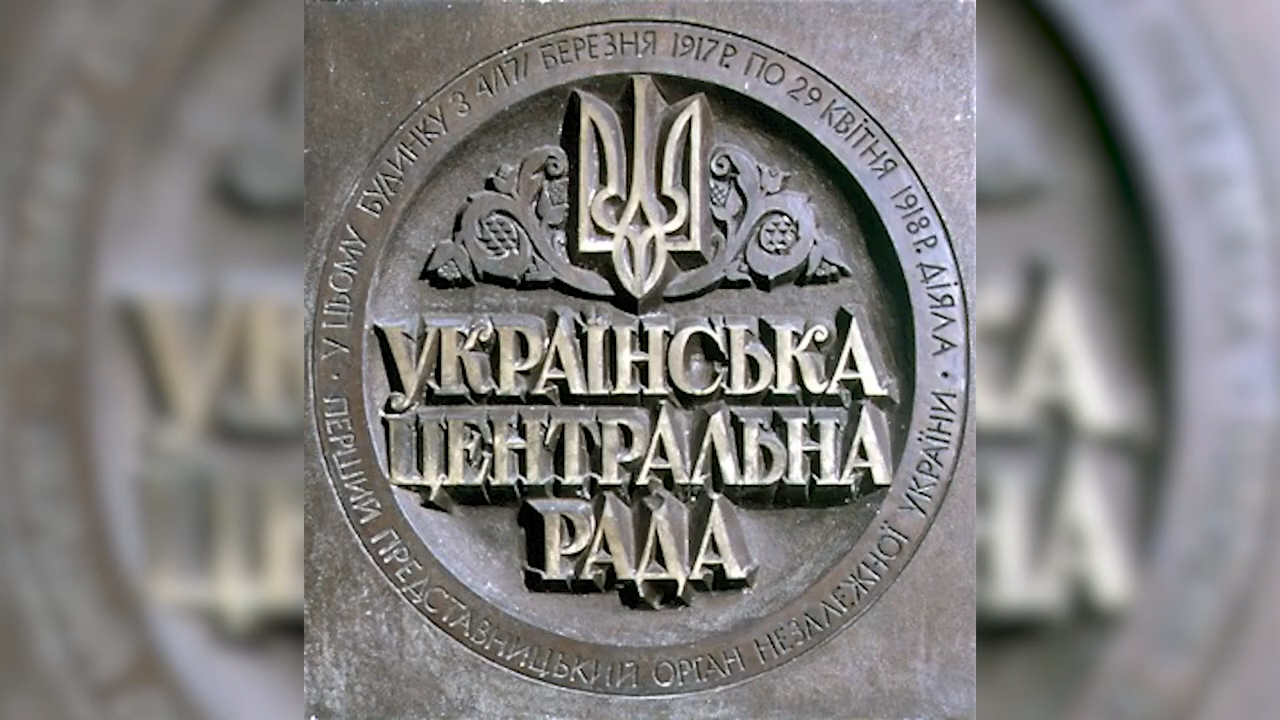 У ЦЬОМУ БУДИНКУ З 4/17/ БЕРЕЗНЯ 1917 Р. ПО 29 КВІТНЯ 1918 Р. ДІЯЛА
УКРАЇНСЬКА
ЦЕНТРАЛЬНА
РАДА
• ПЕРШИЙ ПРЕДСТАВНИЦЬКИЙ ОРГАН НЕЗАЛЕЖНОЇ УКРАЇНИ •